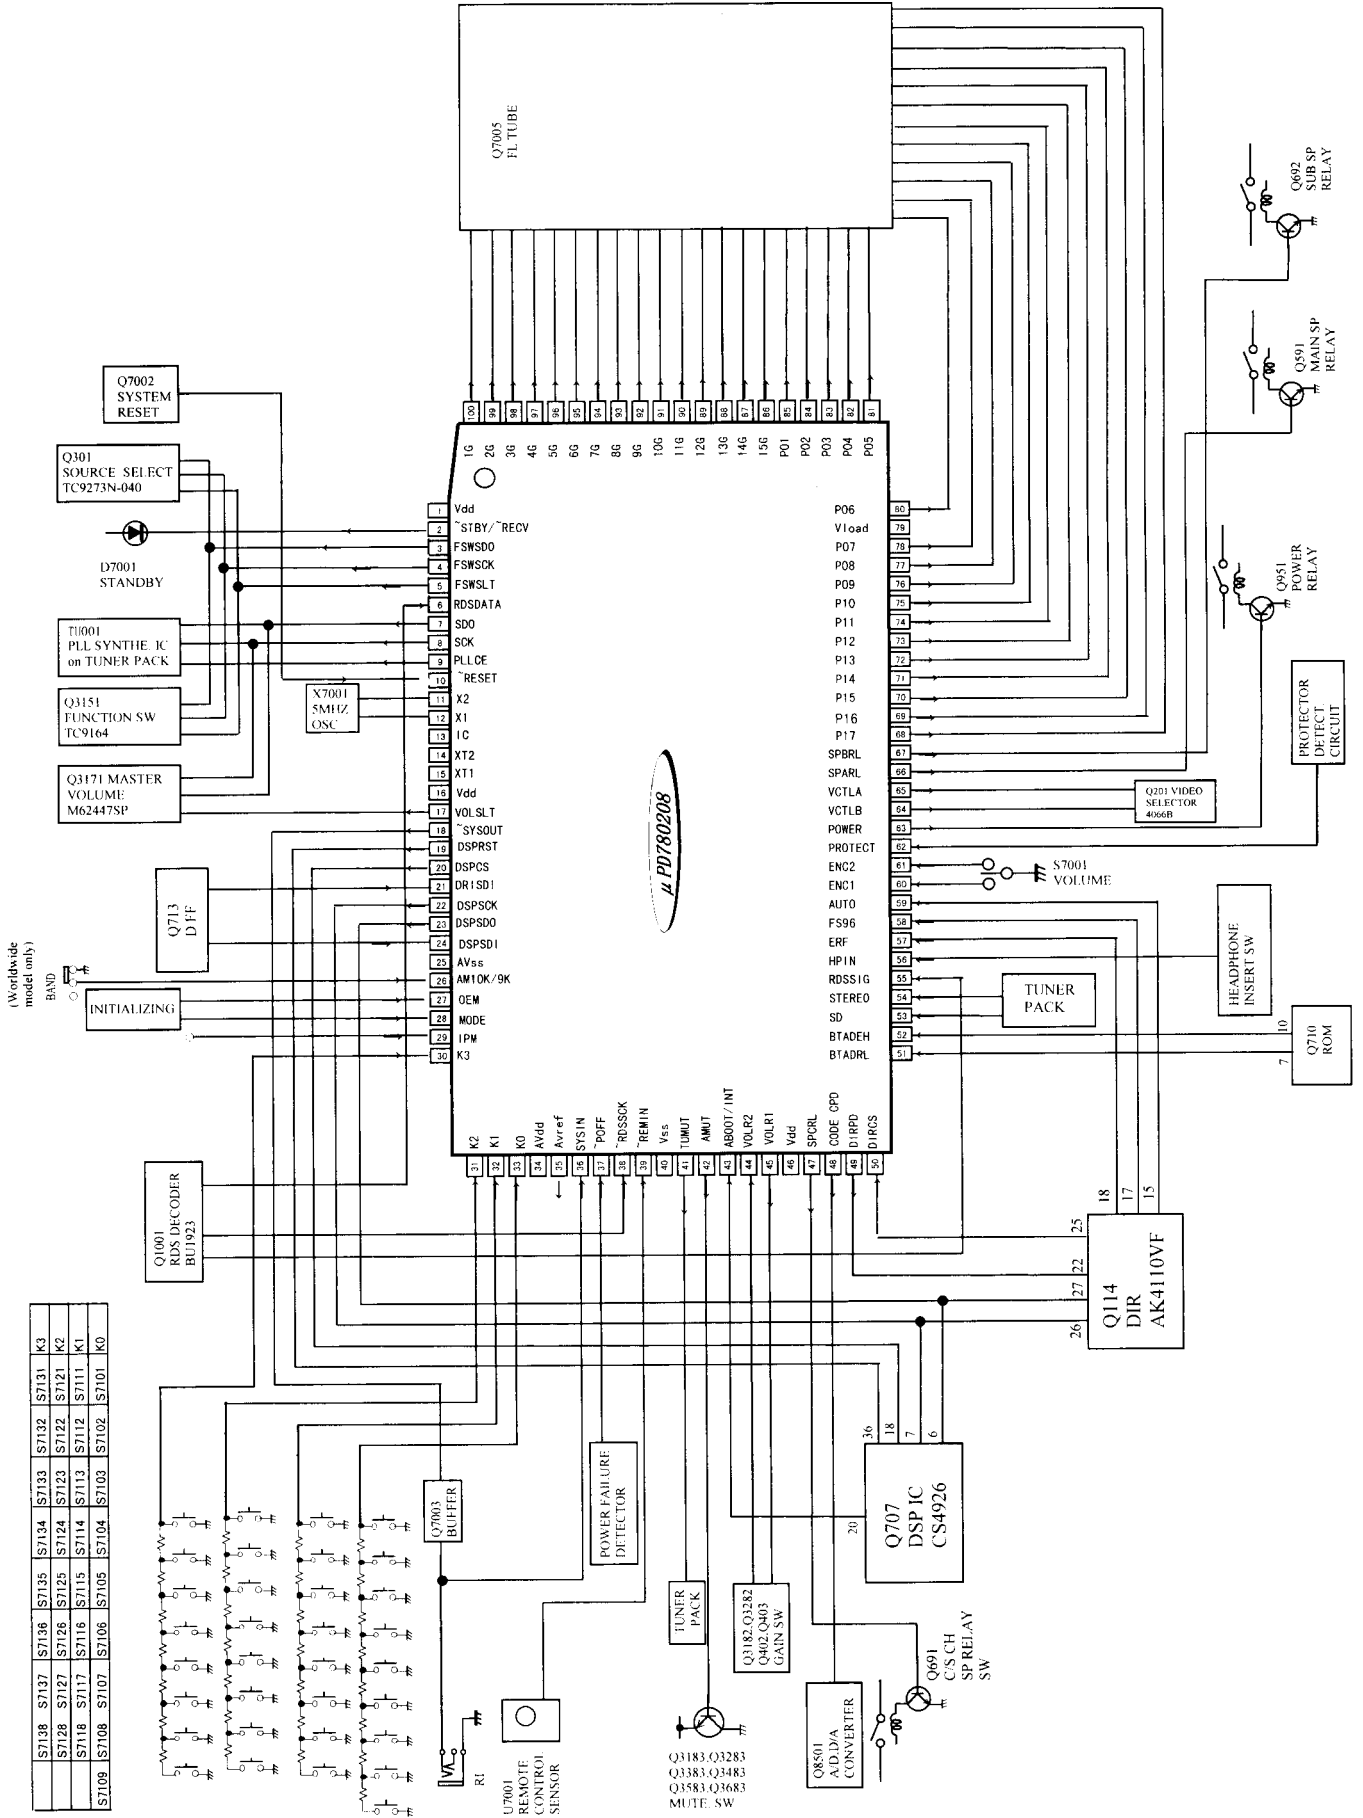 Q7005
FL TUBE
Q7002
SYSTEM
RESET
Q301
SOURCE SELECT
TC9273N-040
D7001
STANDBY
TU001
PLL SYNTHE. IC
on TUNER PACK
Q3151
FUNCTION SW
TC9164
Q3171 MASTER
VOLUME
M62447SP
X7001
5MHZ
OSC
Q713
D FF
(Worldwide
model only)
BAND
INITIALIZING
μPD780208
100 1G
99 2G
98 3G
97 4G
96 5G
95 6G
94 7G
93 8G
92 9G
91 10G
90 11G
89 12G
88 13G
87 14G
86 15G
85 P01
84 P02
83 P03
82 P04
81 P05
1 Vdd
2 ~STBY/~RECV
3 FSWSDO
4 FSWSCK
5 FSWSLT
6 RDSDATA
7 SDO
8 SCK
9 PLLCE
10 ~RESET
11 X2
12 X1
13 IC
14 XT2
15 XT1
16 Vdd
17 VOLSLT
18 ~SYSOUT
19 DSPRST
20 DSPCS
21 DRISDI
22 DSPSCK
23 DSPSDO
24 DSPSDI
25 AVss
26 AM10K/9K
27 OEM
28 MODE
29 IPM
30 K3
P06 80
Vload 79
P07 78
P08 77
P09 76
P10 75
P11 74
P12 73
P13 72
P14 71
P15 70
P16 69
P17 68
SPBRL 67
SPARL 66
VCTLA 65
VCTLB 64
POWER 63
PROTECT 62
ENC2 61
ENC1 60
AUTO 59
FS96 58
ERF 57
HPIN 56
RDSSIG 55
STEREO 54
SD 53
BTADEH 52
BTADRL 51
K2 31
K1 32
K0 33
AVdd 34
Avref 35
SYSIN 36
~POFF 37
~RDSSCK 38
~REMIN 39
Vss 40
TUMUT 41
AMUT 42
ABOOT/INT 43
VOLR2 44
VOLR1 45
Vdd 46
SPCRL 47
CODE CPD 48
DIRPD 49
DIRCS 50
Q692
SUB SP
RELAY
Q591
MAIN SP
RELAY
Q951
POWER
RELAY
PROTECTOR
DETECT.
CIRCUIT
Q201 VIDEO
SELECTOR
4066B
S7001
VOLUME
HEADPHONE
INSERT SW
TUNER
PACK
10
7
Q710
ROM
Q1001
RDS DECODER
BU1923
18
17
15
25
22
27
26
Q114
DIR
AK4110VF
36
18
7
6
20
Q707
DSP IC
CS4926
Q7003
BUFFER
POWER FAILURE
DETECTOR
TUNER
PACK
Q3182.Q3282
Q402.Q403
GAIN SW
RI
U7001
REMOTE
CONTROL
SENSOR
Q3183.Q3283
Q3383.Q3483
Q3583.Q3683
MUTE. SW
Q8501
A/D.D/A
CONVERTER
Q691
C/S CH
SP RELAY
SW
S7138 S7137 S7136 S7135 S7134 S7133 S7132 S7131 K3
S7128 S7127 S7126 S7125 S7124 S7123 S7122 S7121 K2
S7118 S7117 S7116 S7115 S7114 S7113 S7112 S7111 K1
S7109 S7108 S7107 S7106 S7105 S7104 S7103 S7102 S7101 K0